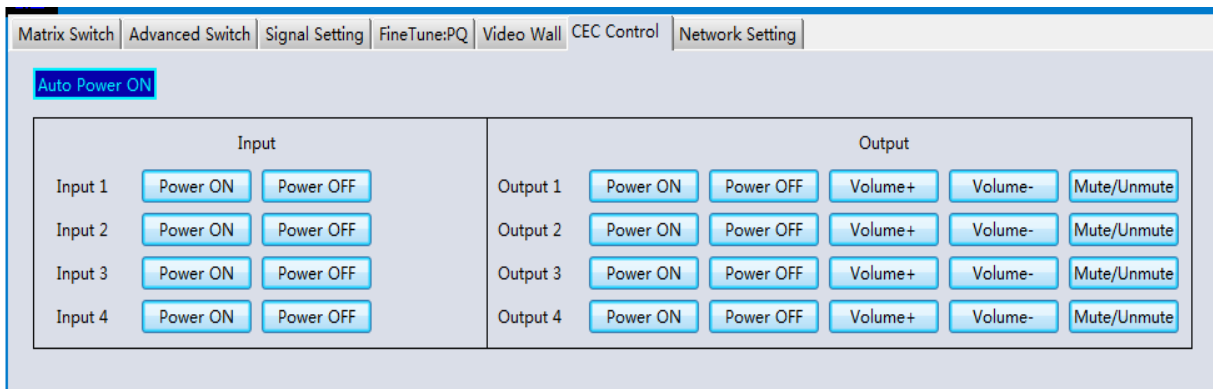 Matrix Switch Advanced Switch Signal Setting FineTune:PQ Video Wall CEC Control Network Setting
Auto Power ON
Input Output
Input 1 Power ON Power OFF Output 1 Power ON Power OFF Volume+ Volume- Mute/Unmute
Input 2 Power ON Power OFF Output 2 Power ON Power OFF Volume+ Volume- Mute/Unmute
Input 3 Power ON Power OFF Output 3 Power ON Power OFF Volume+ Volume- Mute/Unmute
Input 4 Power ON Power OFF Output 4 Power ON Power OFF Volume+ Volume- Mute/Unmute